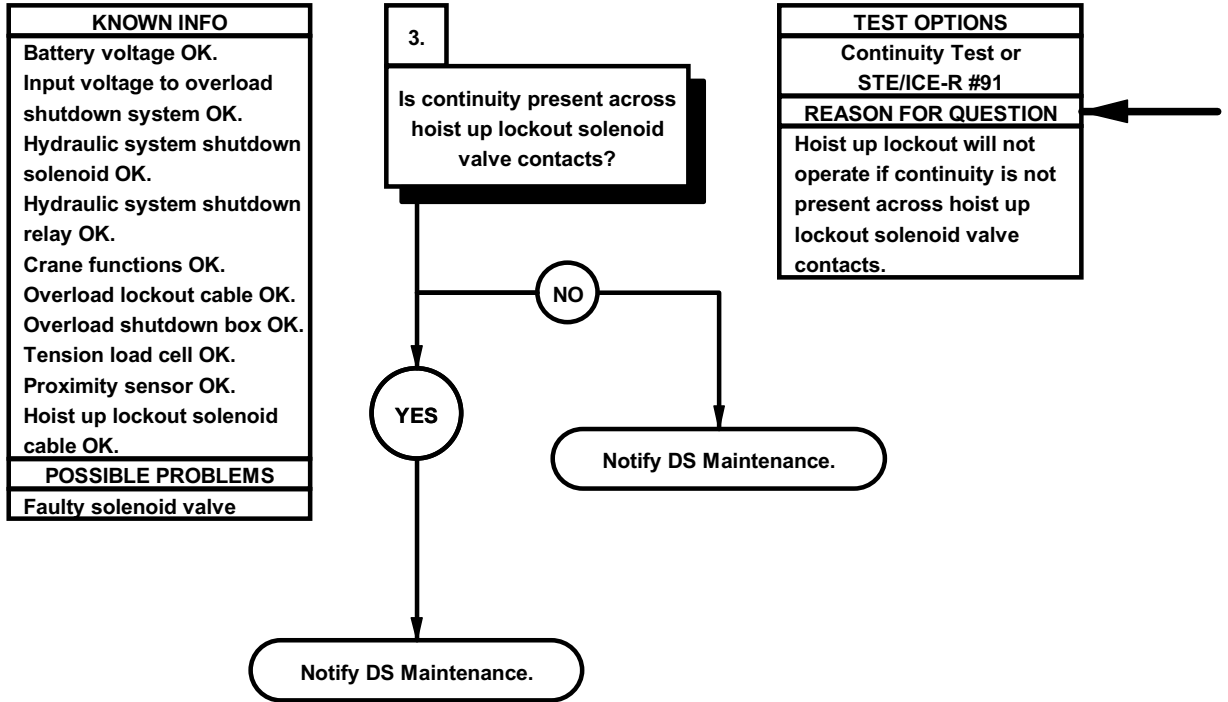 KNOWN INFO
Battery voltage OK.
Input voltage to overload
shutdown system OK.
Hydraulic system shutdown
solenoid OK.
Hydraulic system shutdown
relay OK.
Crane functions OK.
Overload lockout cable OK.
Overload shutdown box OK.
Tension load cell OK.
Proximity sensor OK.
Hoist up lockout solenoid
cable OK.
POSSIBLE PROBLEMS
Faulty solenoid valve
3.
Is continuity present across
hoist up lockout solenoid
valve contacts?
TEST OPTIONS
Continuity Test or
STE/ICE-R #91
REASON FOR QUESTION
Hoist up lockout will not
operate if continuity is not
present across hoist up
lockout solenoid valve
contacts.
NO
YES
Notify DS Maintenance.
Notify DS Maintenance.